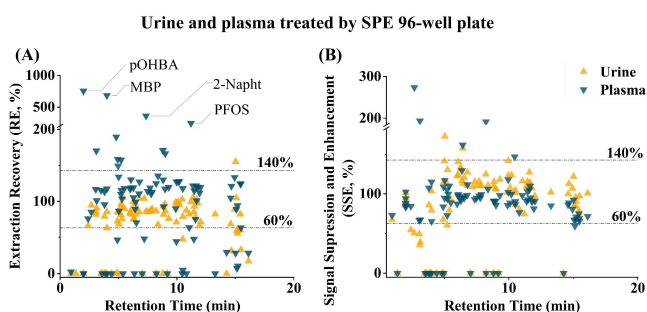 Urine and plasma treated by SPE 96-well plate
(A)
Extraction Recovery (RE, %)
1000
500
200
100
0
pOHBA
MBP
2-Napht
PFOS
140%
60%
0 10 20
Retention Time (min)
(B)
Signal Supression and Enhancement
(SSE, %)
300
200
100
0
Urine
Plasma
140%
60%
10 20
Retention Time (min)